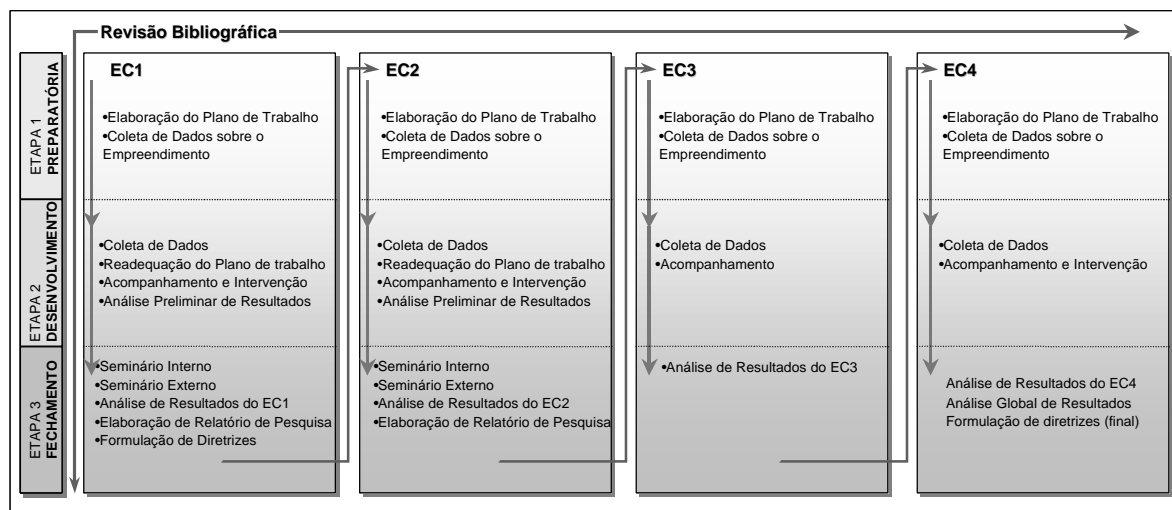 Revisão Bibliográfica
ETAPA 1
PREPARATÓRIA
ETAPA 2
DESENVOLVIMENTO
ETAPA 3
FECHAMENTO
EC1
•Elaboração do Plano de Trabalho
•Coleta de Dados sobre o
Empreendimento
•Coleta de Dados
•Readequação do Plano de trabalho
•Acompanhamento e Intervenção
•Análise Preliminar de Resultados
•Seminário Interno
•Seminário Externo
•Análise de Resultados do EC1
•Elaboração de Relatório de Pesquisa
•Formulação de Diretrizes
EC2
•Elaboração do Plano de Trabalho
•Coleta de Dados sobre o
Empreendimento
•Coleta de Dados
•Readequação do Plano de trabalho
•Acompanhamento e Intervenção
•Análise Preliminar de Resultados
•Seminário Interno
•Seminário Externo
•Análise de Resultados do EC2
•Elaboração de Relatório de Pesquisa
EC3
•Elaboração do Plano de Trabalho
•Coleta de Dados sobre o
Empreendimento
•Coleta de Dados
•Acompanhamento
•Análise de Resultados do EC3
EC4
•Elaboração do Plano de Trabalho
•Coleta de Dados sobre o
Empreendimento
•Coleta de Dados
•Acompanhamento e Intervenção
Análise de Resultados do EC4
Análise Global de Resultados
Formulação de diretrizes (final)